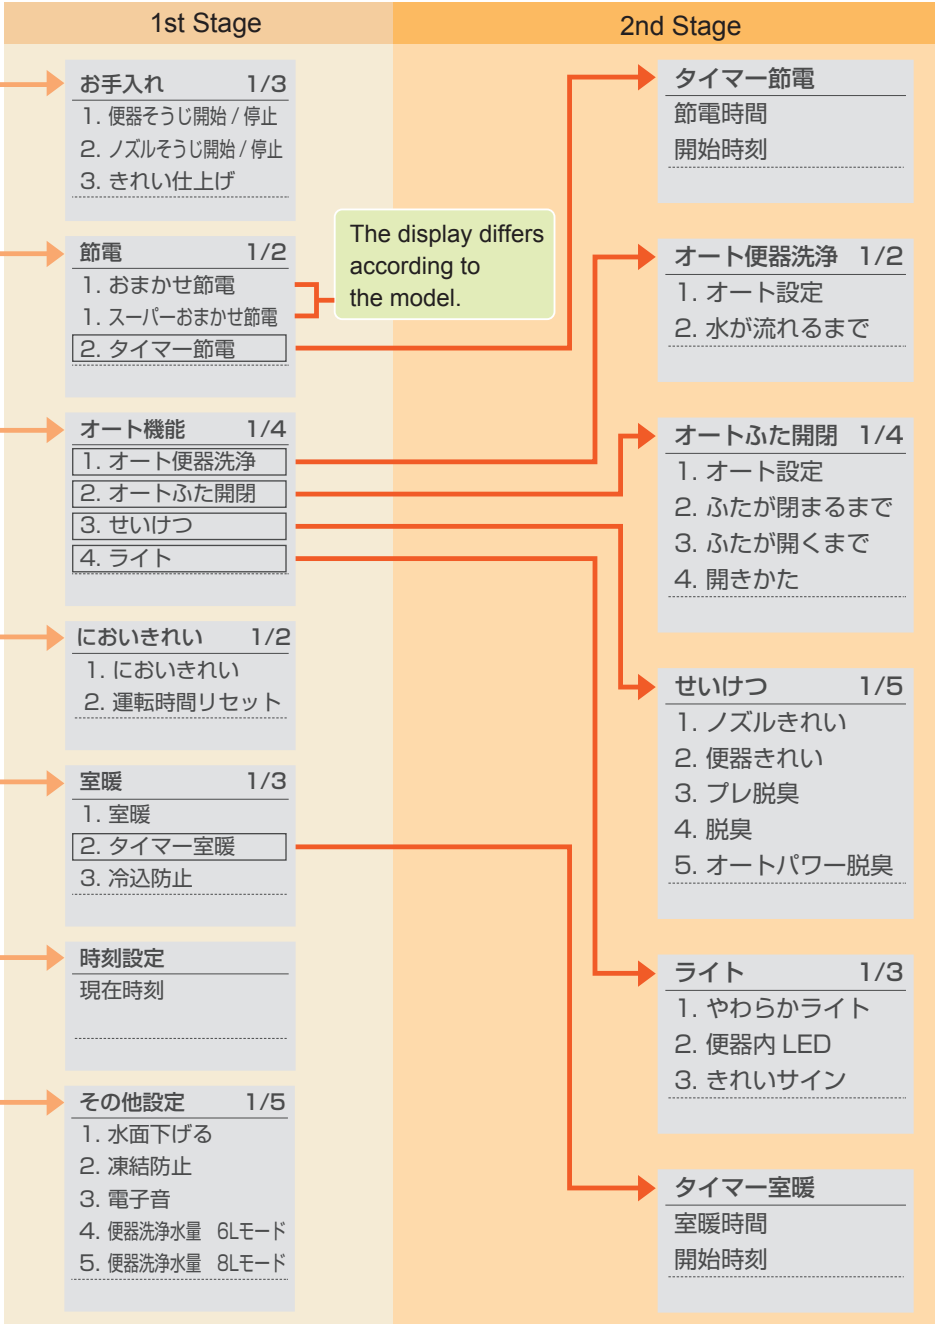 1st Stage
お手入れ 1/3
1. 便器そうじ開始 / 停止
2. ノズルそうじ開始 / 停止
3. きれい仕上げ
節電 1/2
1. おまかせ節電
1. スーパーおまかせ節電
2. タイマー節電
The display differs
according to
the model.
オート機能 1/4
1. オート便器洗浄
2. オートふた開閉
3. せいけつ
4. ライト
においきれい 1/2
1. においきれい
2. 運転時間リセット
室暖 1/3
1. 室暖
2. タイマー室暖
3. 冷込防止
時刻設定
現在時刻
その他設定 1/5
1. 水面下げる
2. 凍結防止
3. 電子音
4. 便器洗浄水量 6Lモード
5. 便器洗浄水量 8Lモード
2nd Stage
タイマー節電
節電時間
開始時刻
オート便器洗浄 1/2
1. オート設定
2. 水が流れるまで
オートふた開閉 1/4
1. オート設定
2. ふたが閉まるまで
3. ふたが開くまで
4. 開きかた
せいけつ 1/5
1. ノズルきれい
2. 便器きれい
3. プレ脱臭
4. 脱臭
5. オートパワー脱臭
ライト 1/3
1. やわらかライト
2. 便器内 LED
3. きれいサイン
タイマー室暖
室暖時間
開始時刻